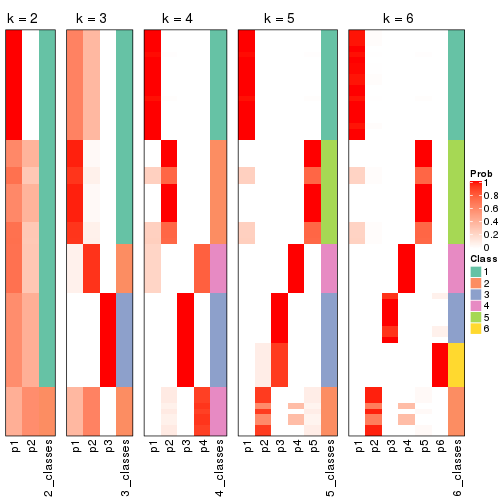 k = 2
k = 3
k = 4
k = 5
k = 6
Prob
1
0.8
0.6
0.4
0.2
0
Class
1
2
3
4
5
6
p1
p2
2_classes
p1
p2
p3
3_classes
p1
p2
p3
p4
4_classes
p1
p2
p3
p4
p5
5_classes
p1
p2
p3
p4
p5
p6
6_classes